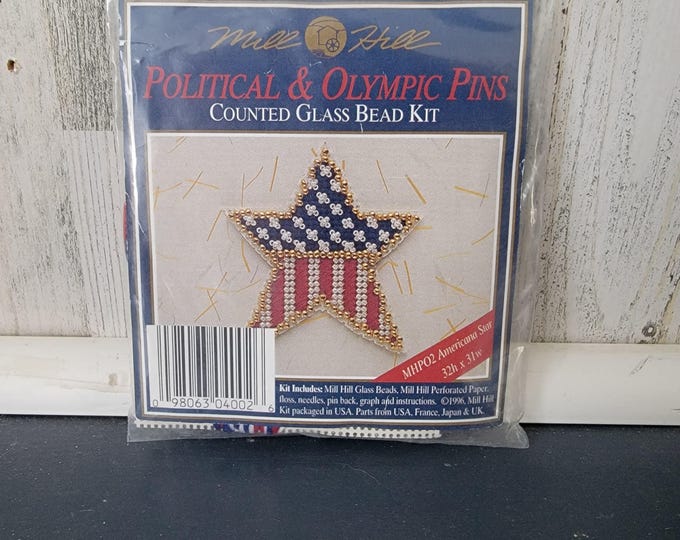 Mill Hill
POLITICAL & OLYMPIC PINS
COUNTED GLASS BEAD KIT
MHPO2 Americana Star
32h x 31w
Kit Includes: Mill Hill Glass Beads, Mill Hill Perforated Paper,
floss, needles, pin back, graph and instructions. ©1996, Mill Hill
Kit packaged in USA. Parts from USA, France, Japan & UK.
0 98063 04002 6